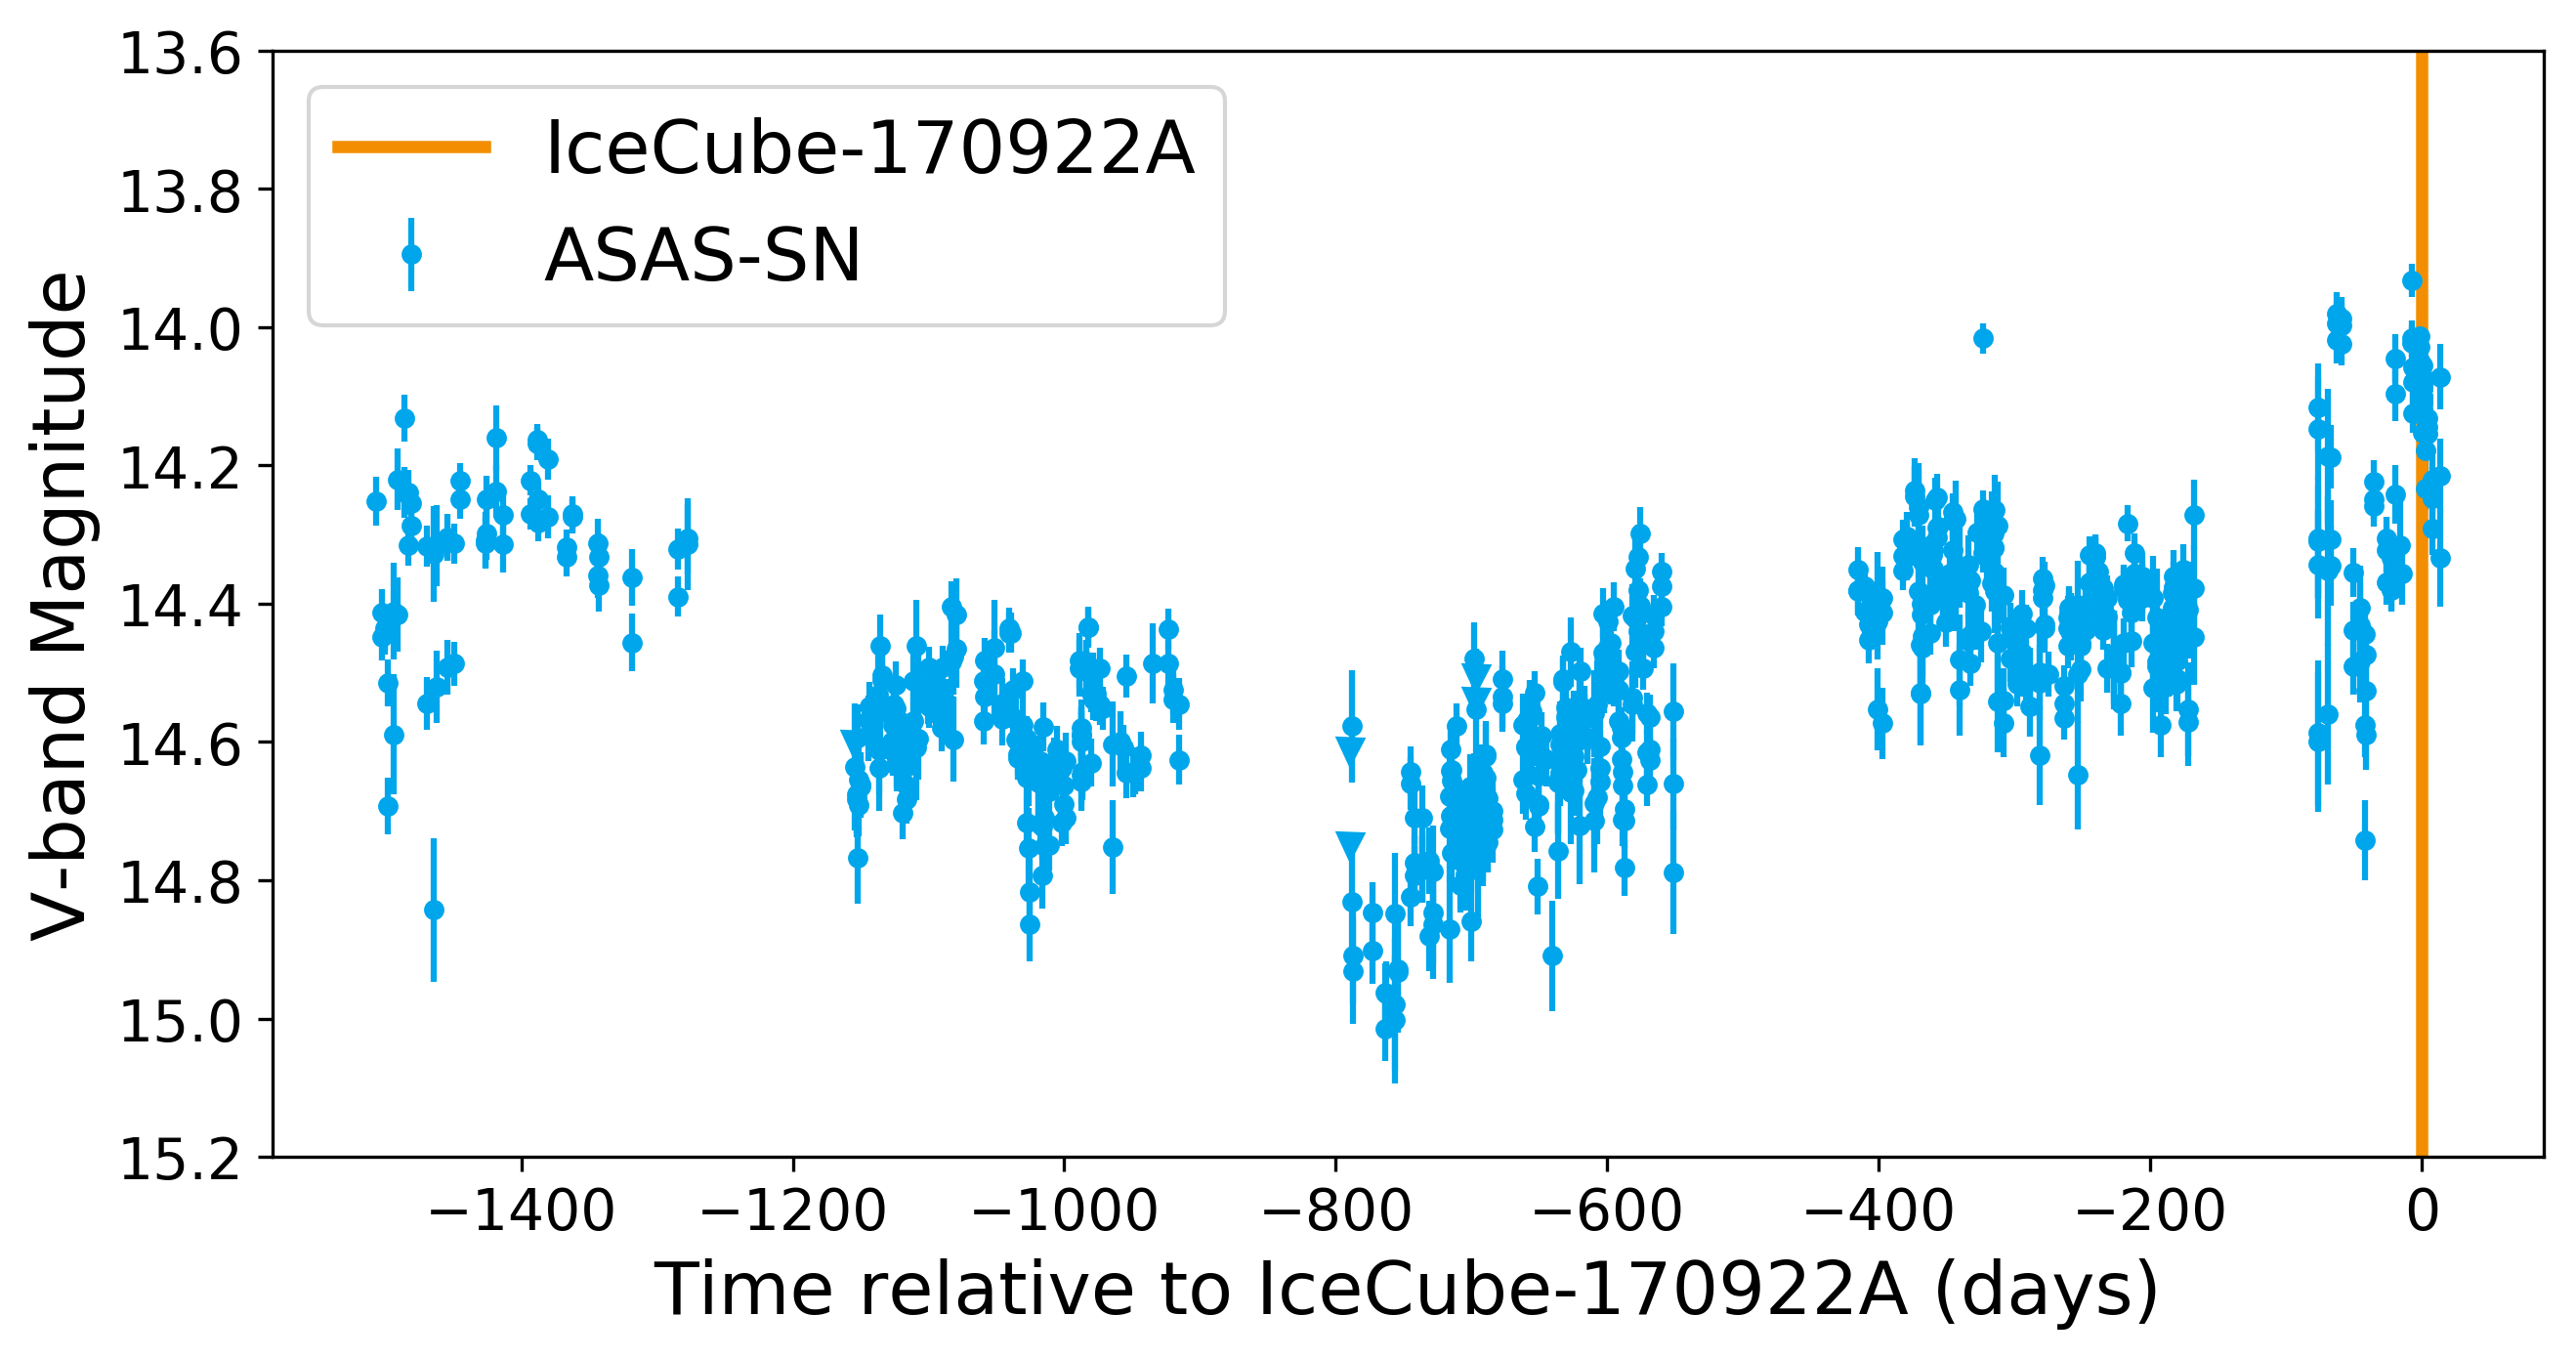 13.6
13.8
14.0
14.2
14.4
14.6
14.8
15.0
15.2
V-band Magnitude
IceCube-170922A
ASAS-SN
−1400 −1200 −1000 −800 −600 −400 −200 0
Time relative to IceCube-170922A (days)